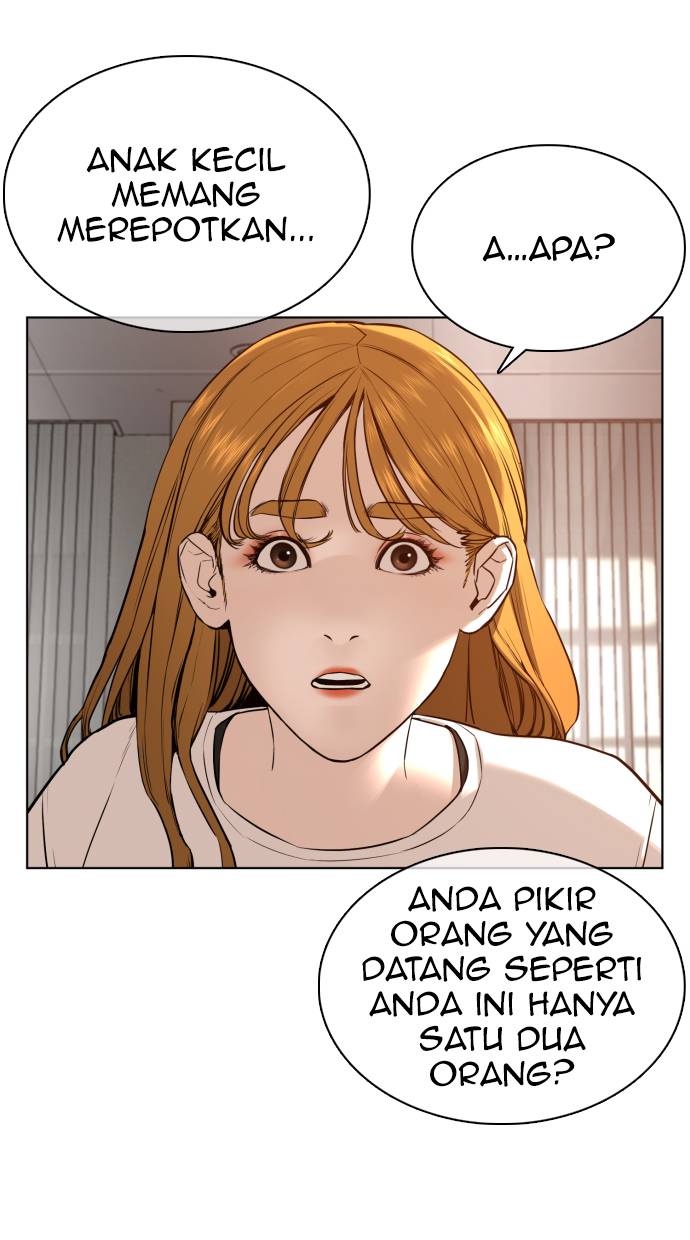 ANAK KECIL
MEMANG
MEREPOTKAN...
A...APA?
ANDA PIKIR
ORANG YANG
DATANG SEPERTI
ANDA INI HANYA
SATU DUA
ORANG?